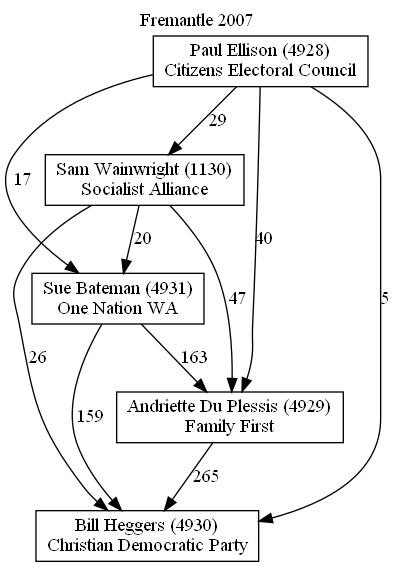 Fremantle 2007
Paul Ellison (4928)
Citizens Electoral Council
29
Sam Wainwright (1130)
Socialist Alliance
17
20
40
Sue Bateman (4931)
One Nation WA
47
5
26
163
Andriette Du Plessis (4929)
Family First
159
265
Bill Heggers (4930)
Christian Democratic Party